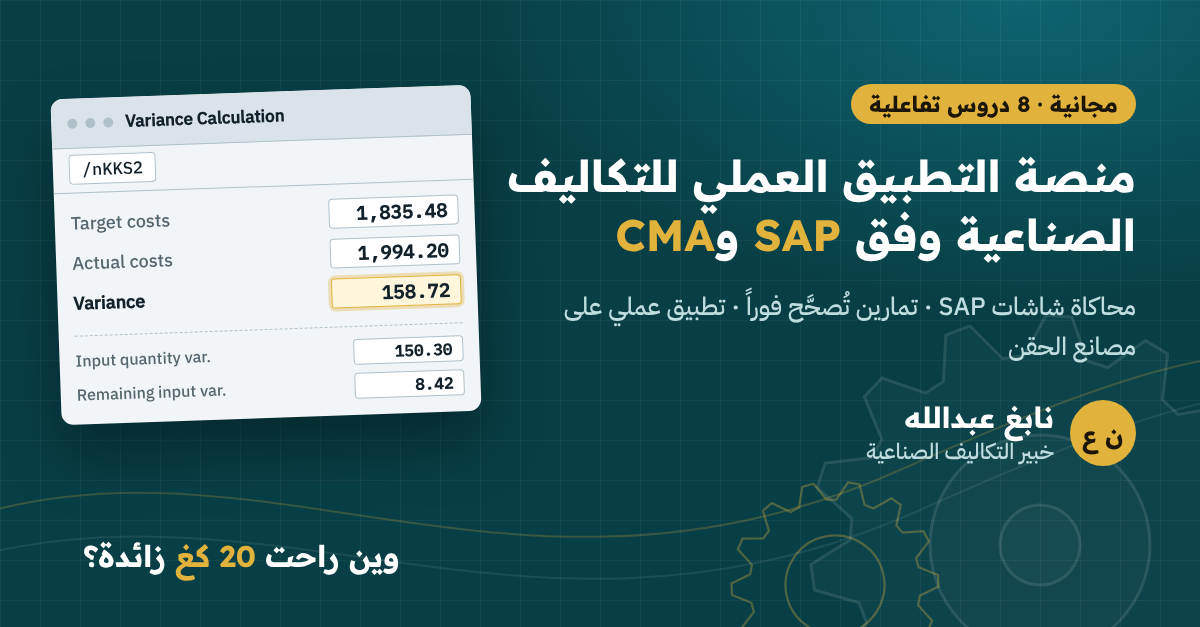 مجانية · 8 دروس تفاعلية
منصة التطبيق العملي للتكاليف
الصناعية وفق SAP وCMA
محاكاة شاشات SAP · تمارين تُصحَّح فوراً · تطبيق عملي على
مصانع الحقن
ن ع
نابغ عبدالله
خبير التكاليف الصناعية
Variance Calculation
/nKKS2
Target costs 1,835.48
Actual costs 1,994.20
Variance 158.72
Input quantity var. 150.30
Remaining input var. 8.42
وين راحت 20 كغ زائدة؟